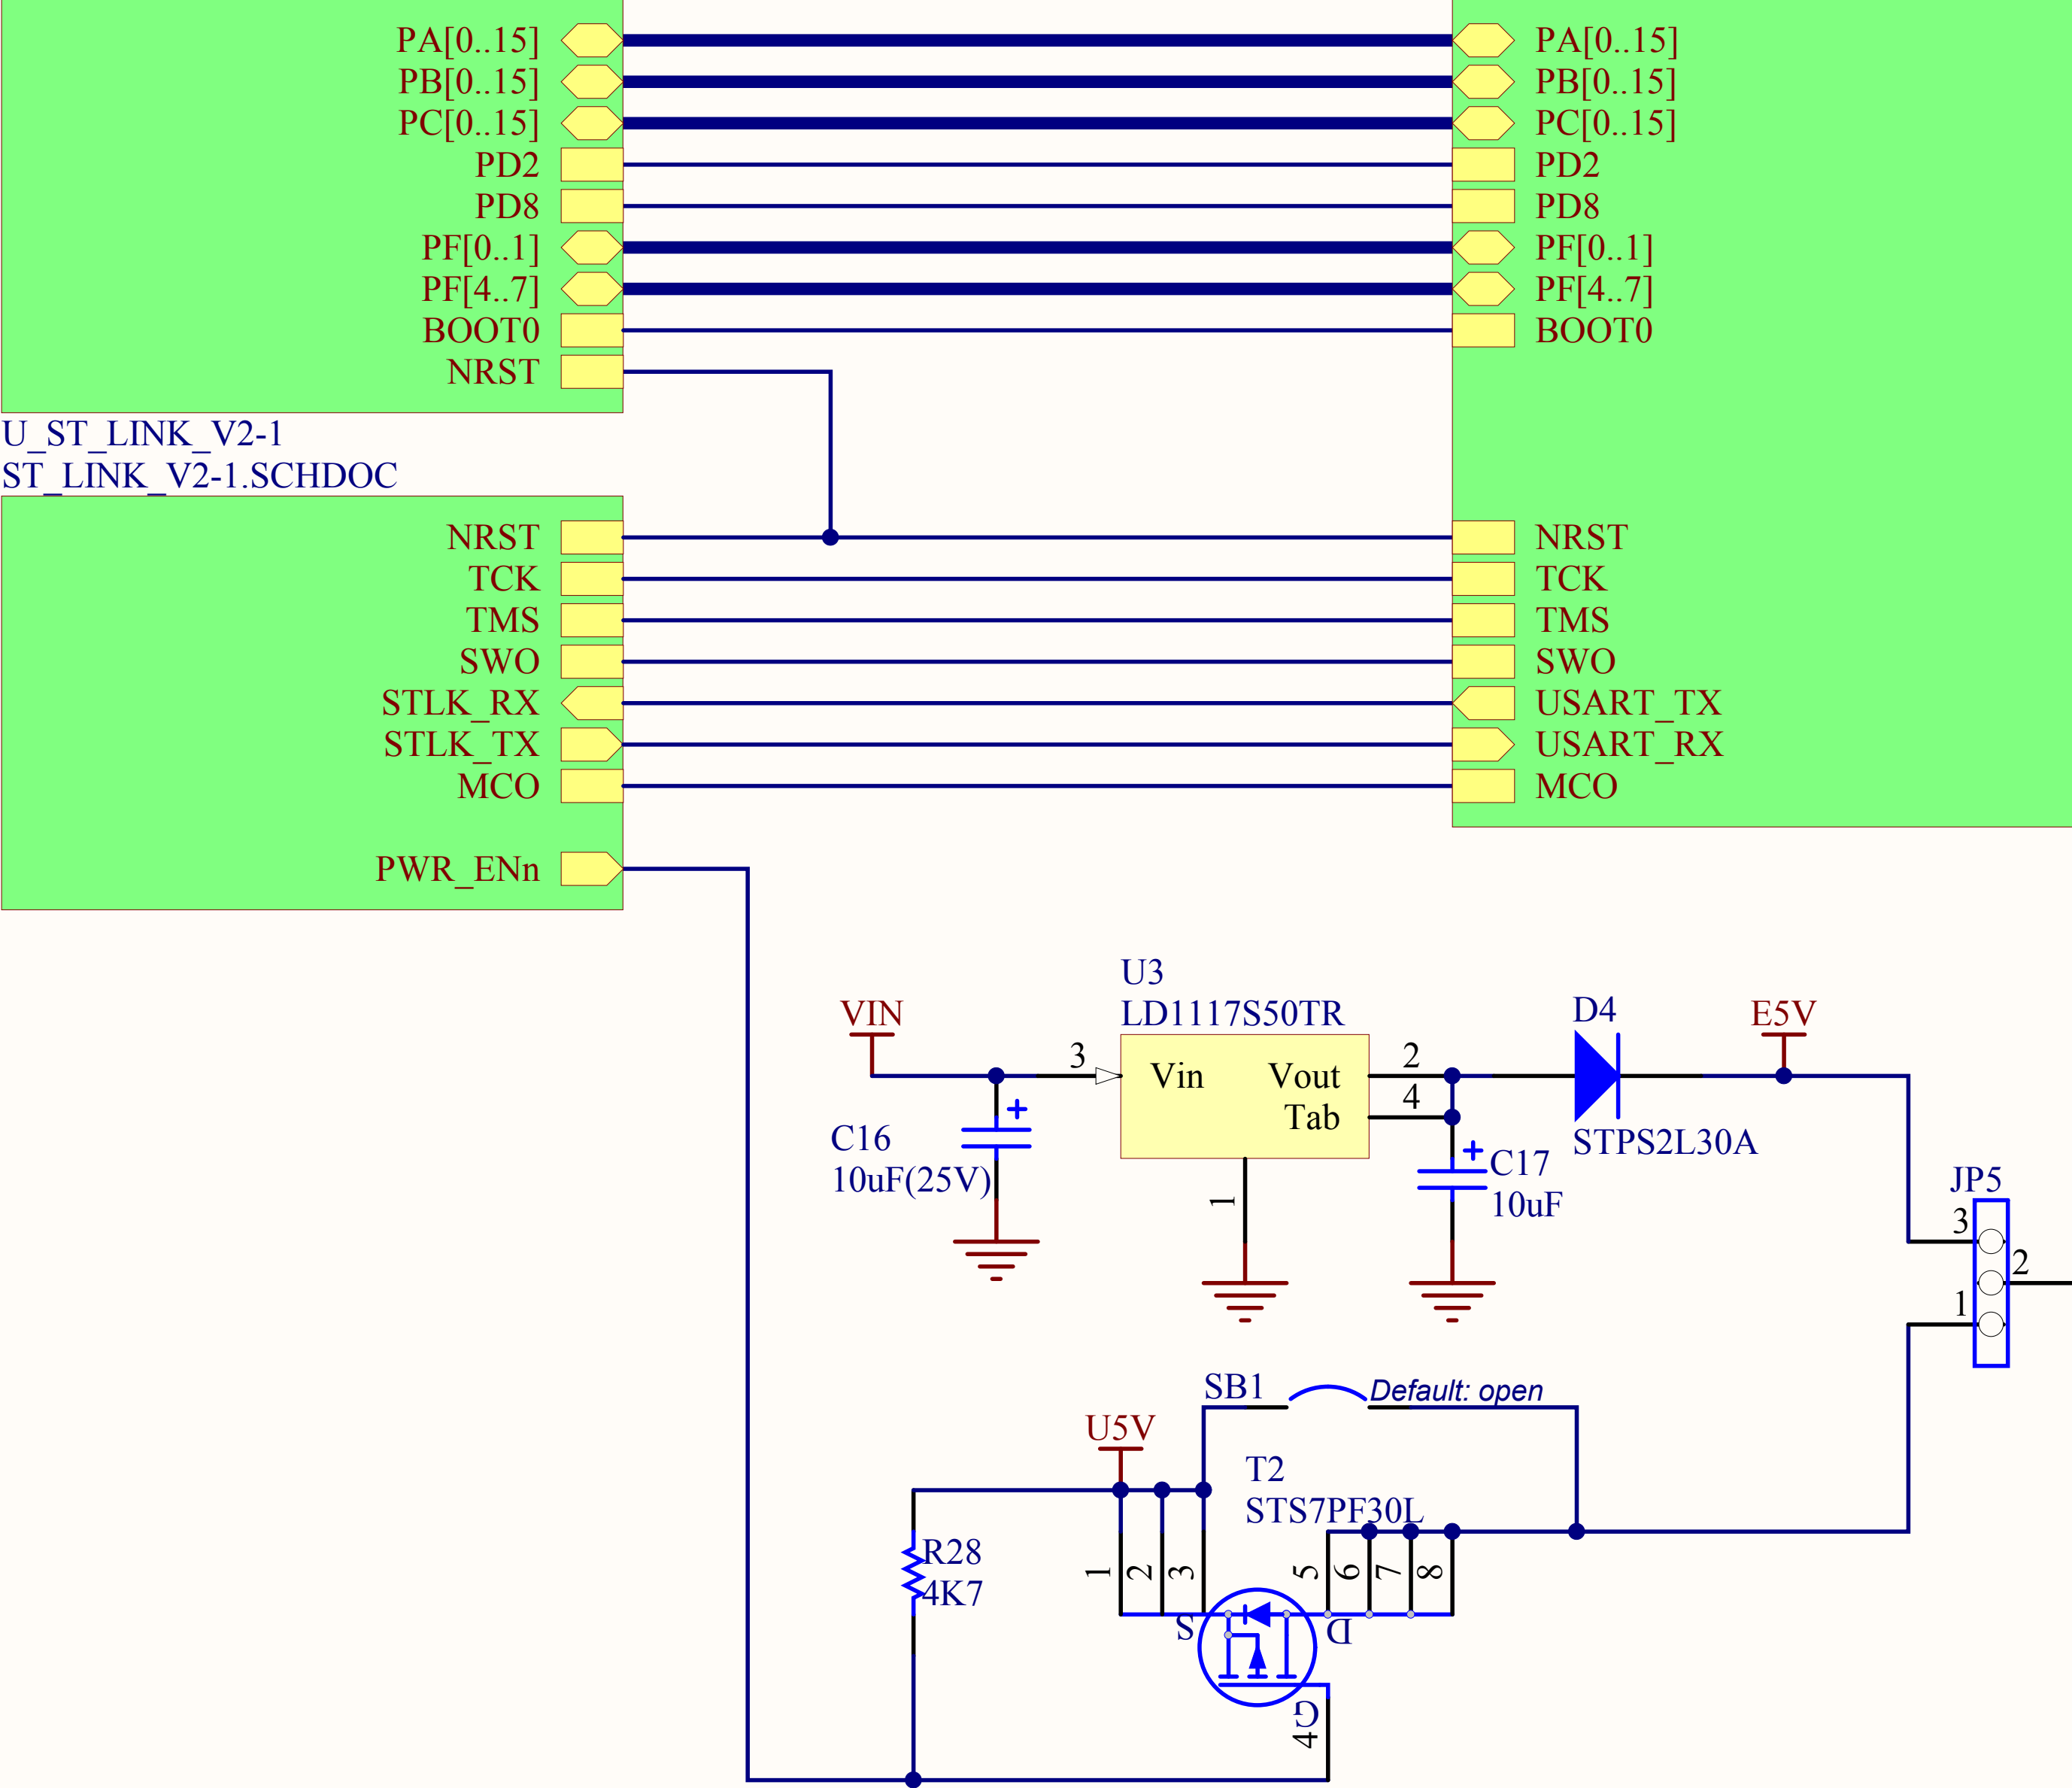 PA[0..15] PA[0..15]
PB[0..15] PB[0..15]
PC[0..15] PC[0..15]
PD2 PD2
PD8 PD8
PF[0..1] PF[0..1]
PF[4..7] PF[4..7]
BOOT0 BOOT0
NRST
U_ST_LINK_V2-1
ST_LINK_V2-1.SCHDOC
NRST NRST
TCK TCK
TMS TMS
SWO SWO
STLK_RX USART_TX
STLK_TX USART_RX
MCO MCO
PWR_ENn
U3
LD1117S50TR
VIN
3
Vin
Vout
Tab
2
4
1
D4
STPS2L30A
E5V
+
C16
10uF(25V)
+
C17
10uF
JP5
3
2
1
SB1
Default: open
U5V
T2
STS7PF30L
R28
4K7
1
2
3
5
6
7
8
S
D
G
4